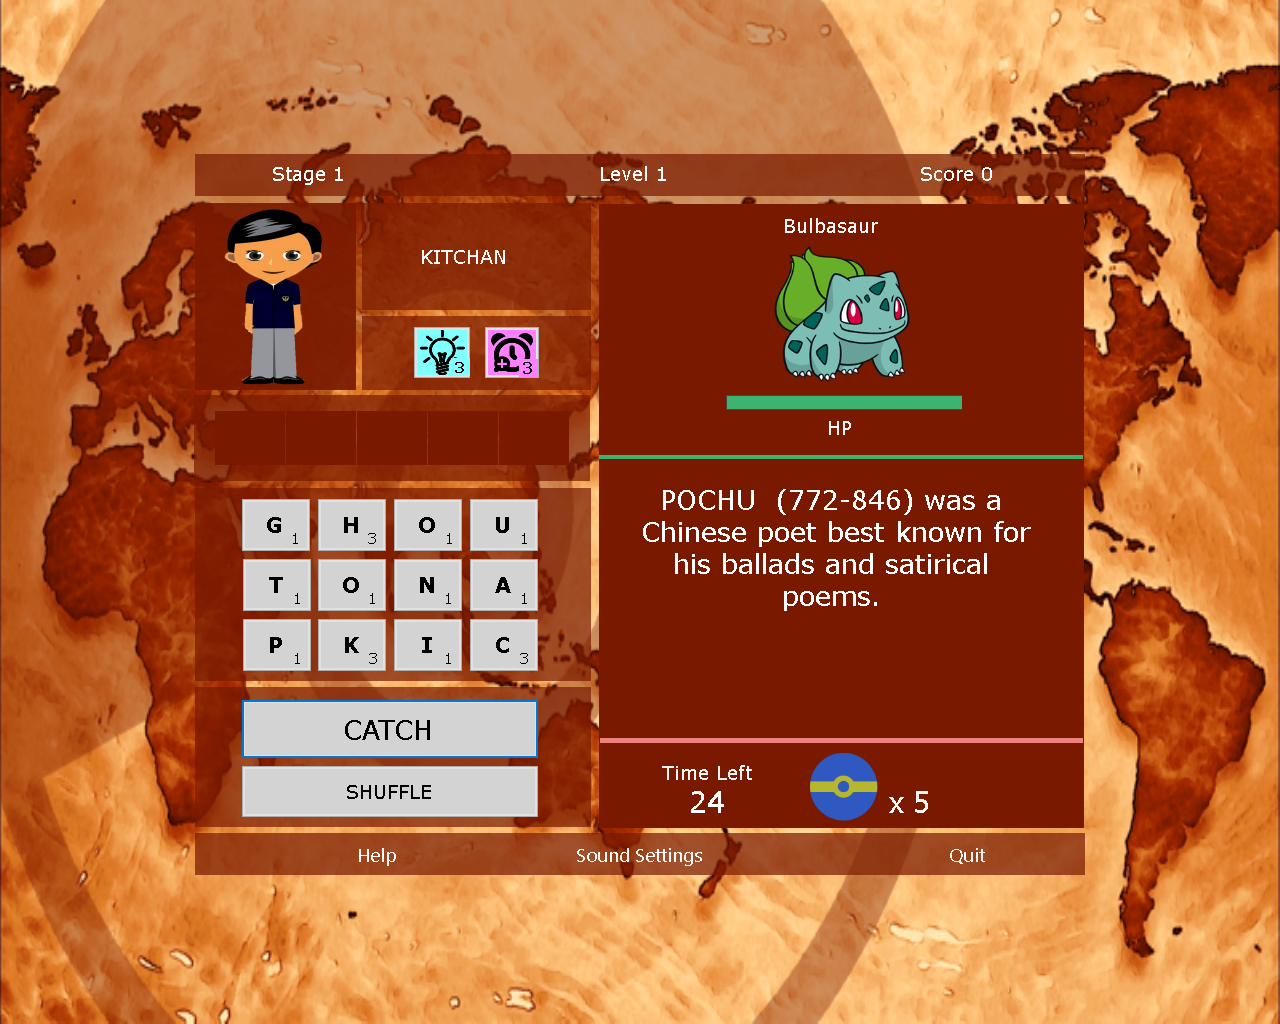 Stage 1 Level 1 Score 0
KITCHAN
3 3
Bulbasaur
HP
G 1 H 3 O 1 U 1
T 1 O 1 N 1 A 1
P 1 K 3 I 1 C 3
CATCH
SHUFFLE
POCHU (772-846) was a
Chinese poet best known for
his ballads and satirical
poems.
Time Left
24
x 5
Help Sound Settings Quit